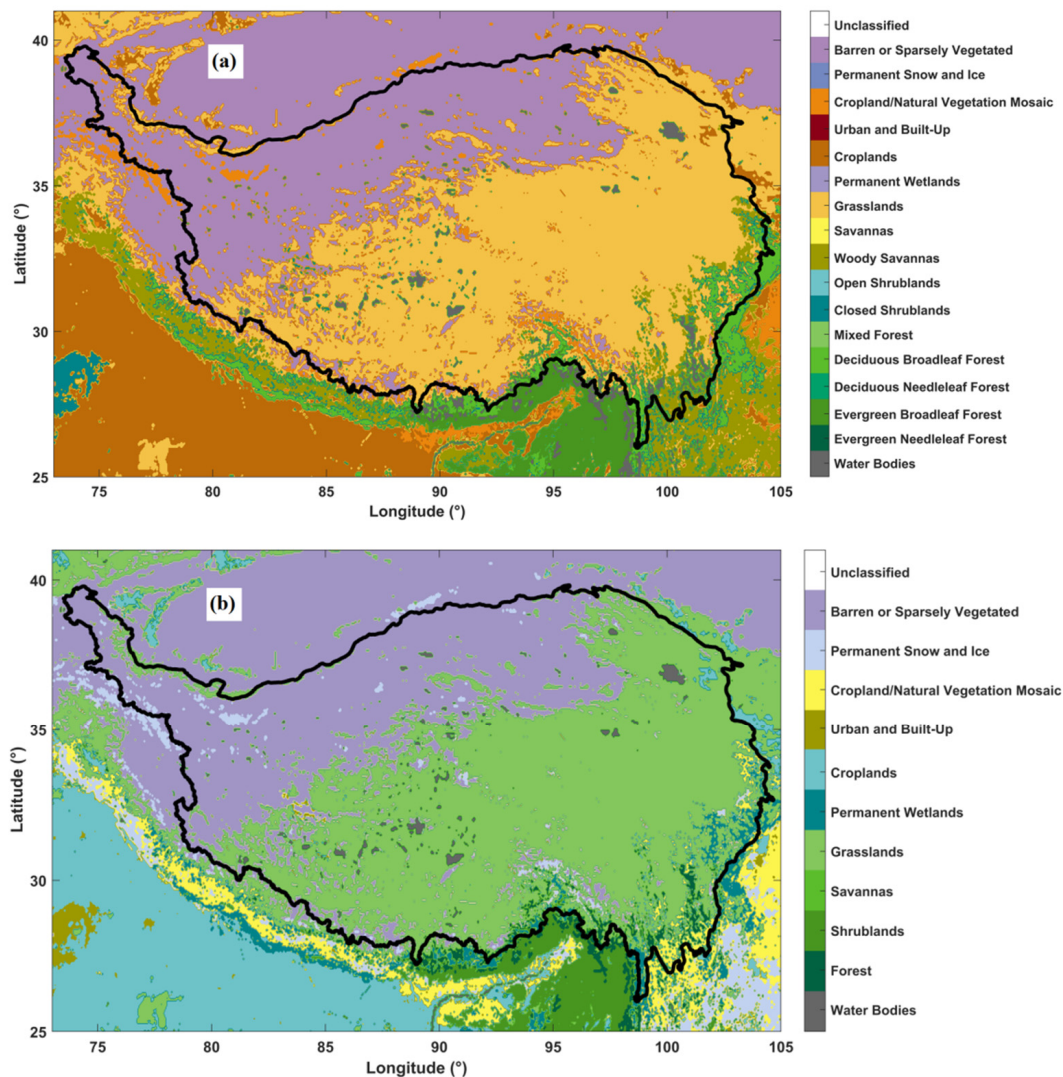 (a)
40
35
30
25
Latitude (°)
75
80
85
90
95
100
105
Longitude (°)
Unclassified
Barren or Sparsely Vegetated
Permanent Snow and Ice
Cropland/Natural Vegetation Mosaic
Urban and Built-Up
Croplands
Permanent Wetlands
Grasslands
Savannas
Woody Savannas
Open Shrublands
Closed Shrublands
Mixed Forest
Deciduous Broadleaf Forest
Deciduous Needleleaf Forest
Evergreen Broadleaf Forest
Evergreen Needleleaf Forest
Water Bodies
(b)
40
35
30
25
Latitude (°)
75
80
85
90
95
100
105
Longitude (°)
Unclassified
Barren or Sparsely Vegetated
Permanent Snow and Ice
Cropland/Natural Vegetation Mosaic
Urban and Built-Up
Croplands
Permanent Wetlands
Grasslands
Savannas
Shrublands
Forest
Water Bodies